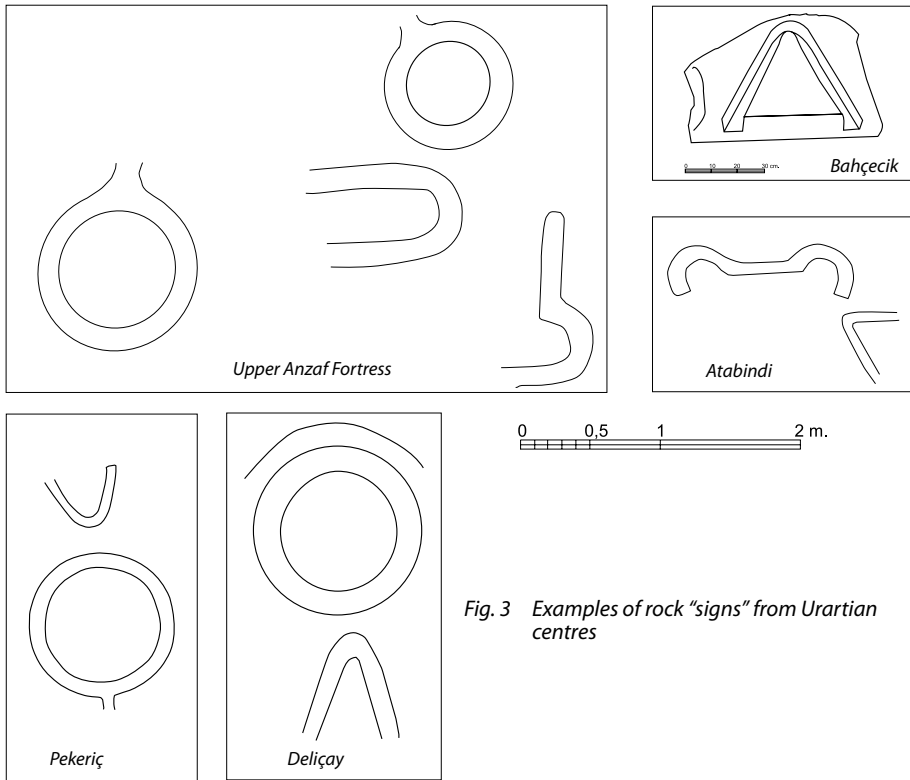 Bahçecik
0 10 20 30 cm.
Upper Anzaf Fortress
Atabindi
0 0,5 1 2 m.
Fig. 3 Examples of rock “signs” from Urartian
centres
Pekeriç
Deliçay